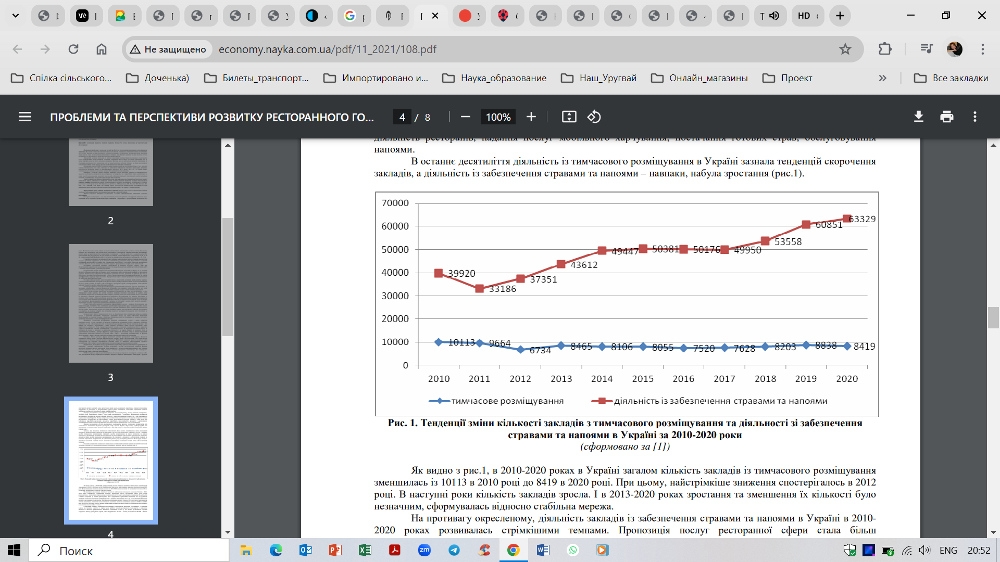 Не защищено
economy.nayka.com.ua/pdf/11_2021/108.pdf
Спілка сільського...
Доченька)
Билеты_транспорт...
Импортировано и...
Наука_образование
Наш_Уругвай
Онлайн_магазины
Проект
»
Все закладки
ПРОБЛЕМИ ТА ПЕРСПЕКТИВИ РОЗВИТКУ РЕСТОРАННОГО ГО...
4 / 8
100%
2
3
4
діяльність ресторанів, надання послуг мобільного харчування, постачання готових страв, обслуговування
напоями.
В останнє десятиліття діяльність із тимчасового розміщування в Україні зазнала тенденцій скорочення
закладів, а діяльність із забезпечення стравами та напоями – навпаки, набула зростання (рис.1).
70000
60000
50000
40000
30000
20000
10000
0
39920
33186
37351
43612
49447
50381
50176
49950
53558
60851
63329
10113
9664
6734
8465
8106
8055
7520
7628
8203
8838
8419
2010 2011 2012 2013 2014 2015 2016 2017 2018 2019 2020
тимчасове розміщування
діяльність із забезпечення стравами та напоями
Рис. 1. Тенденції зміни кількості закладів з тимчасового розміщування та діяльності зі забезпечення
стравами та напоями в Україні за 2010-2020 роки
(сформовано за [1])
Як видно з рис.1, в 2010-2020 роках в Україні загалом кількість закладів із тимчасового розміщування
зменшилась із 10113 в 2010 році до 8419 в 2020 році. При цьому, найстрімкіше зниження спостерігалось в 2012
році. В наступні роки кількість закладів зросла. І в 2013-2020 роках зростання та зменшення їх кількості було
незначним, сформувалась відносно стабільна мережа.
На противагу окресленому, діяльність закладів із забезпечення стравами та напоями в Україні в 2010-
2020 роках розвивалась стрімкішими темпами. Пропозиція послуг ресторанної сфери стала більш
Поиск
ENG
20:52